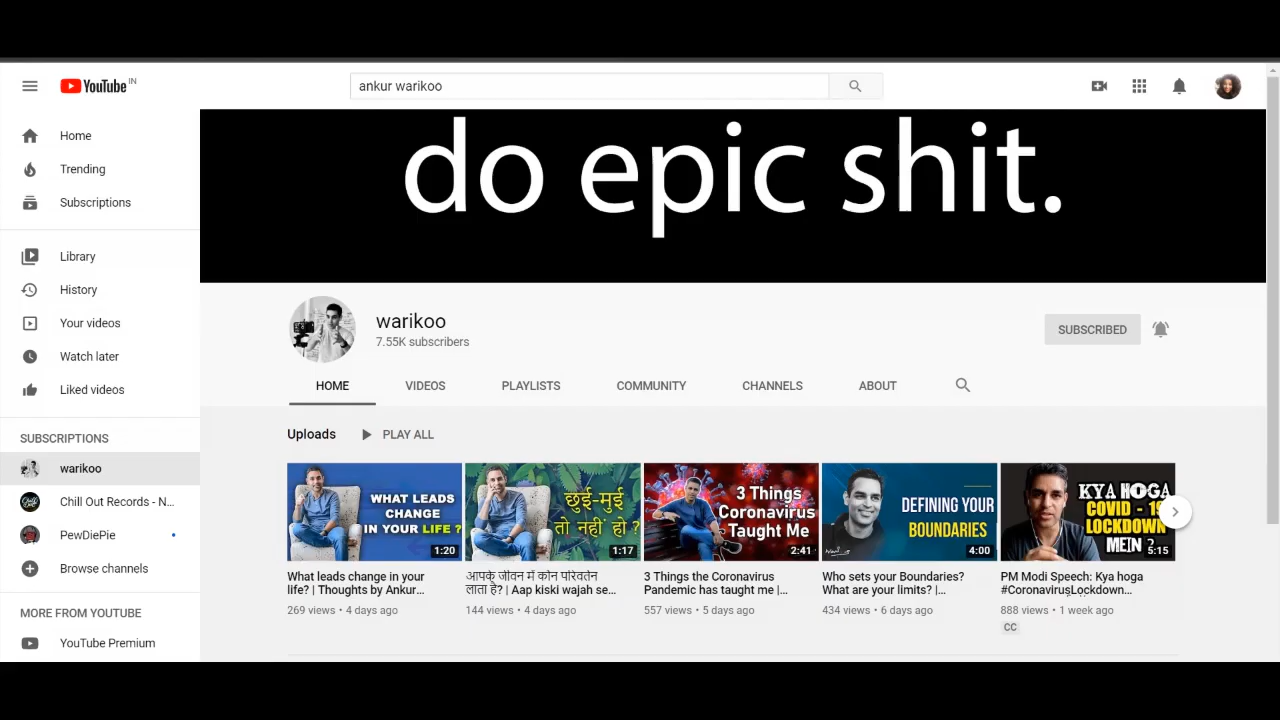 YouTube IN
ankur warikoo
Home
Trending
Subscriptions
Library
History
Your videos
Watch later
Liked videos
SUBSCRIPTIONS
warikoo
Chill Out Records - N...
PewDiePie
Browse channels
MORE FROM YOUTUBE
YouTube Premium
do epic shit.
warikoo
7.55K subscribers
SUBSCRIBED
HOME VIDEOS PLAYLISTS COMMUNITY CHANNELS ABOUT
Uploads PLAY ALL
WHAT LEADS
CHANGE
IN YOUR LIFE ?
1:20
छुई-मुई
तो नहीं हो ?
1:17
3 Things
Coronavirus
Taught Me
2:41
DEFINING YOUR
BOUNDARIES
4:00
KYA HOGA
COVID - 19
LOCKDOWN
MEIN ?
5:15
What leads change in your
life? | Thoughts by Ankur...
269 views • 4 days ago
आपके जीवन में कौन परिवर्तन
लाता है? | Aap kiski wajah se...
144 views • 4 days ago
3 Things the Coronavirus
Pandemic has taught me |...
557 views • 5 days ago
Who sets your Boundaries?
What are your limits? |...
434 views • 6 days ago
PM Modi Speech: Kya hoga
#CoronavirusLockdown...
888 views • 1 week ago
CC